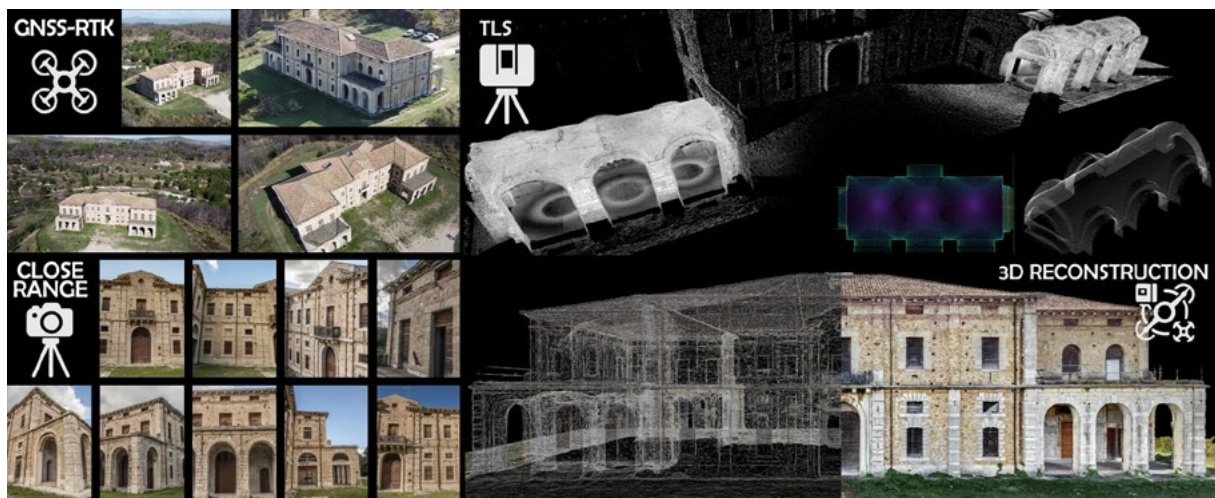 GNSS-RTK
TLS
CLOSE
RANGE
3D RECONSTRUCTION